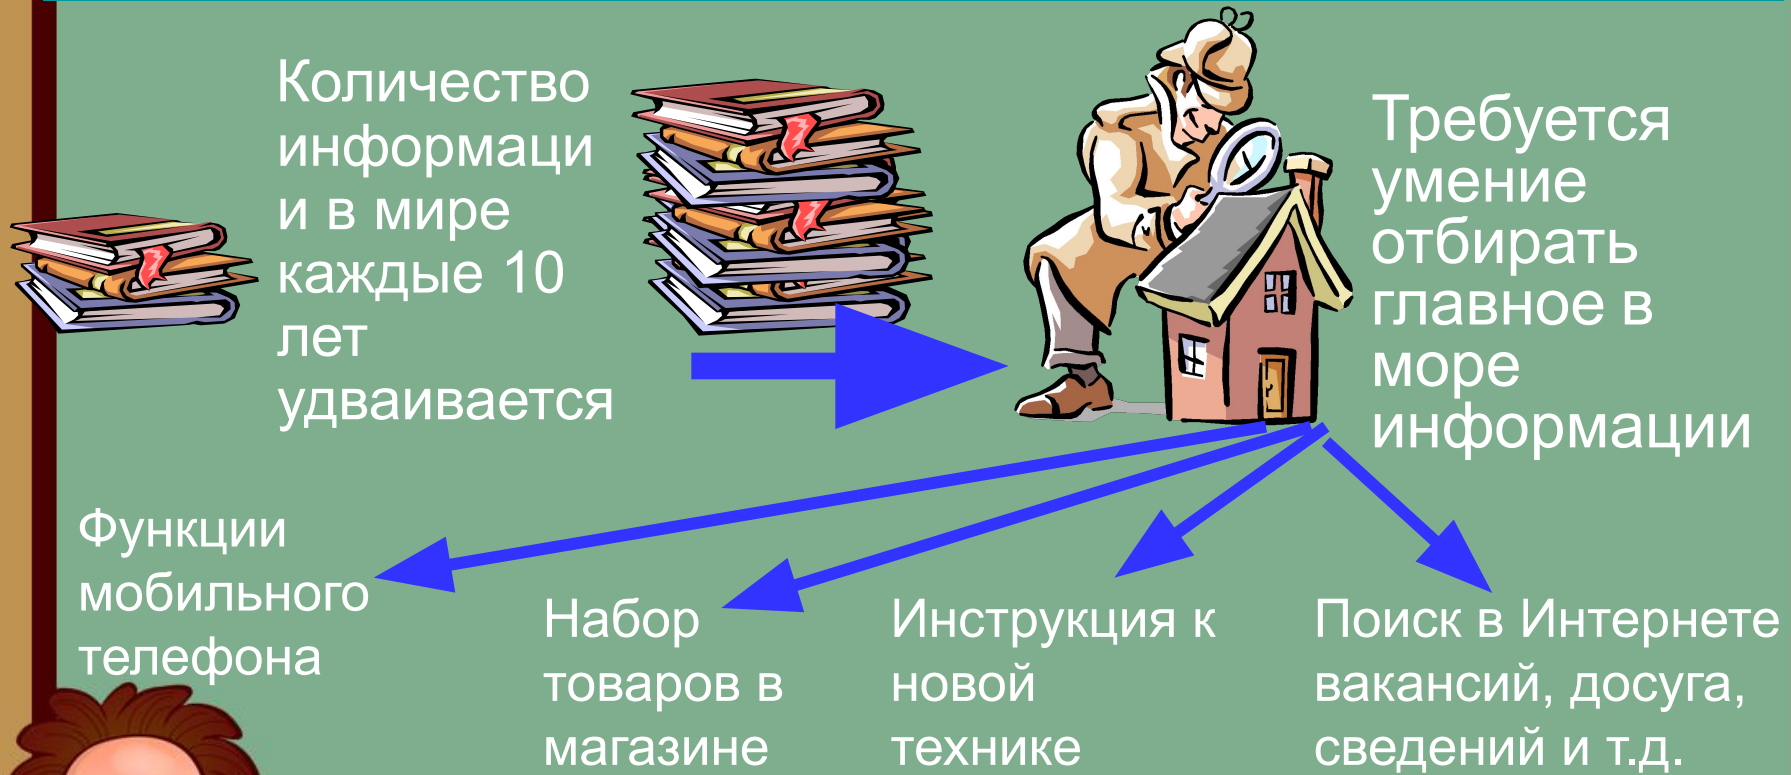 Количество
информаци
и в мире
каждые 10
лет
удваивается
Требуется
умение
отбирать
главное в
море
информации
Функции
мобильного
телефона
Набор
товаров в
магазине
Инструкция к
новой
технике
Поиск в Интернете
вакансий, досуга,
сведений и т.д.